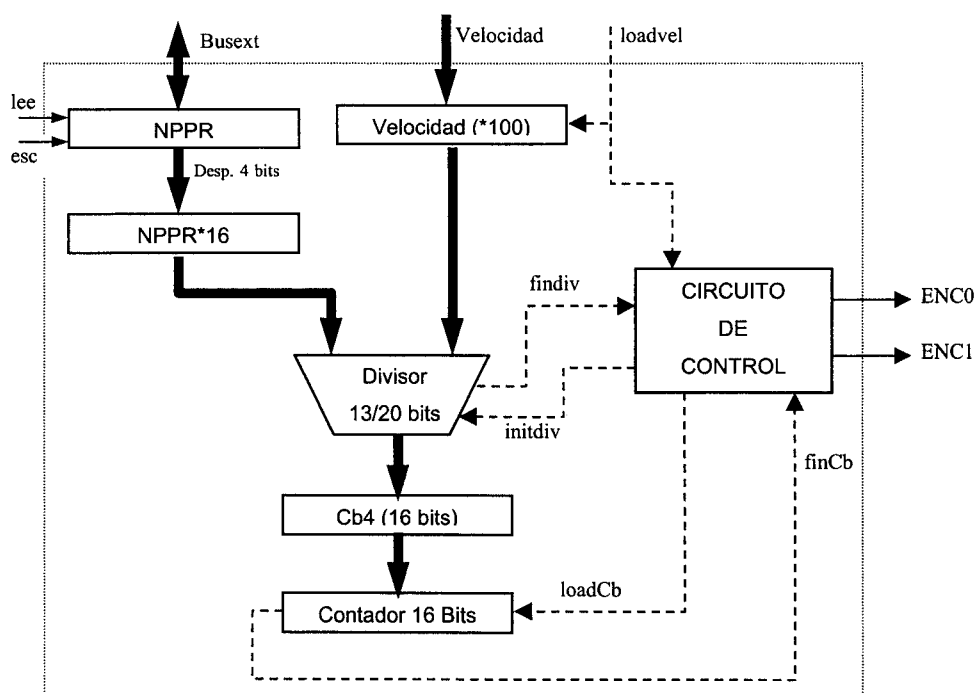 Busext
Velocidad
loadvel
lee
NPPR
Velocidad (*100)
esc
Desp. 4 bits
NPPR*16
findiv
CIRCUITO
DE
CONTROL
ENC0
ENC1
Divisor
13/20 bits
initdiv
finCb
Cb4 (16 bits)
loadCb
Contador 16 Bits